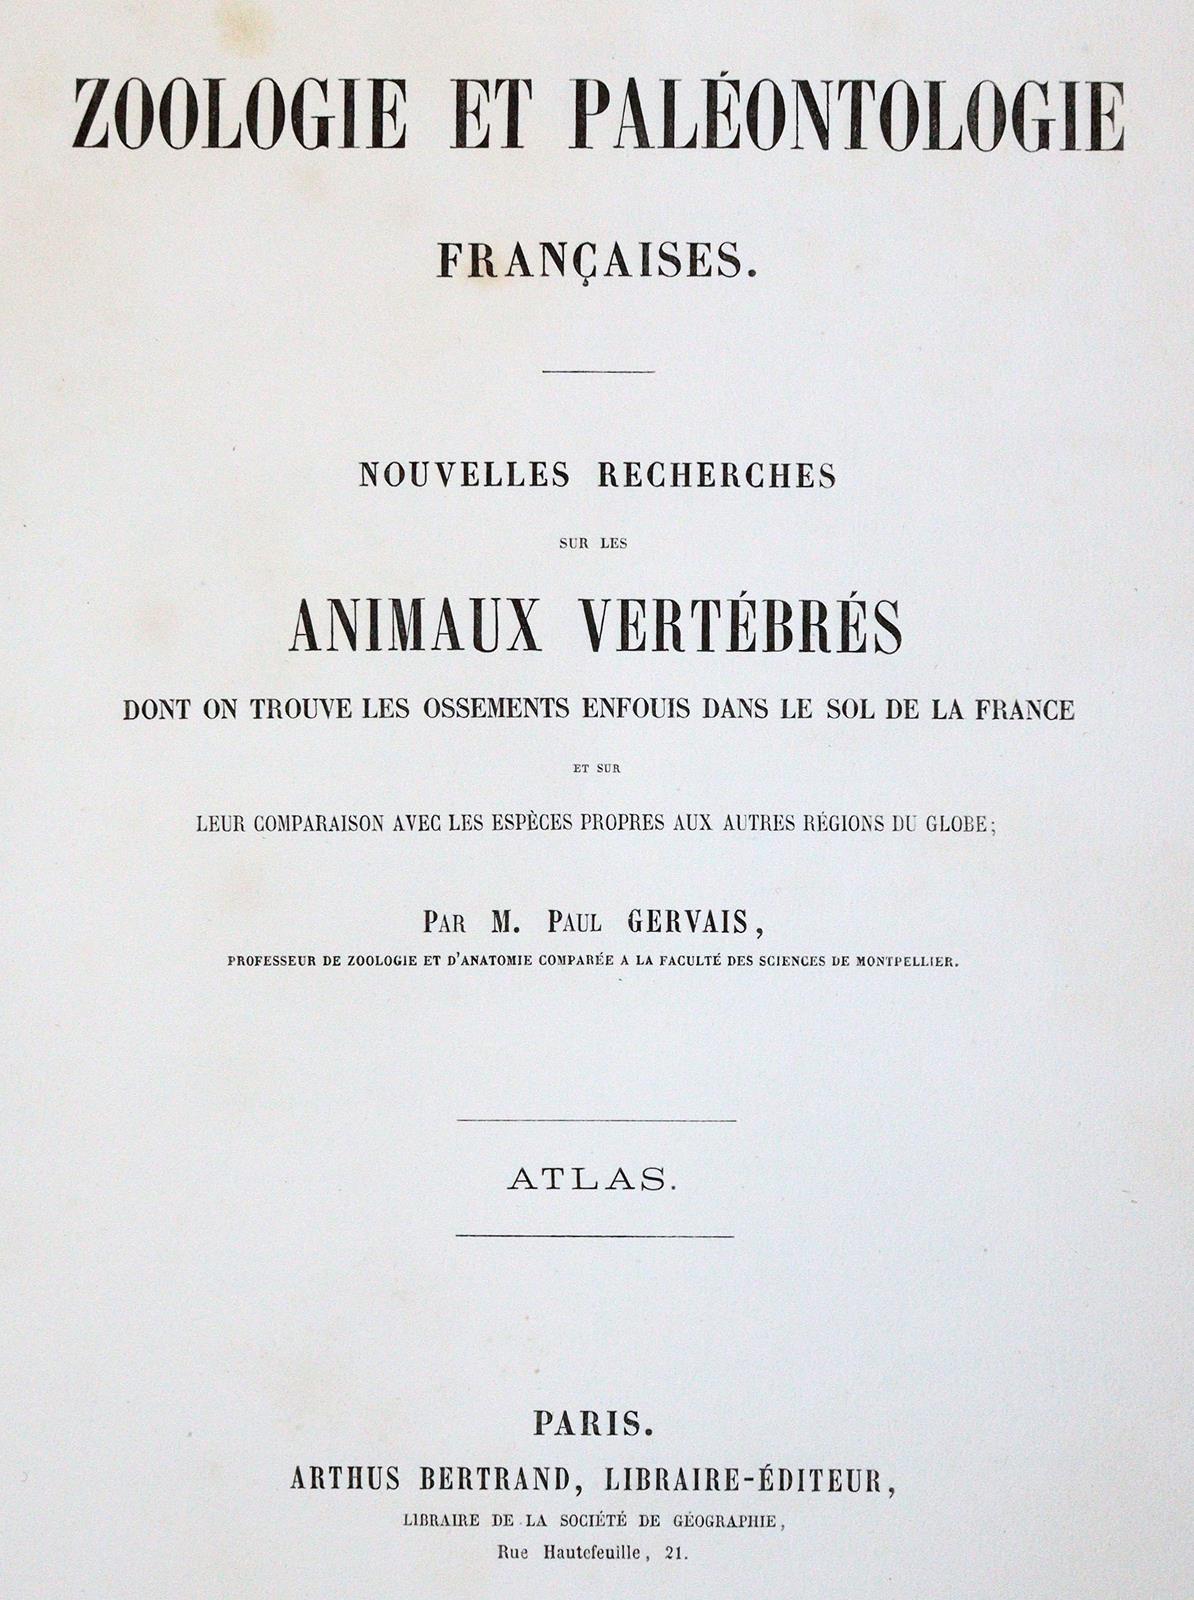 ZOOLOGIE ET PALÉONTOLOGIE
FRANÇAISES.
NOUVELLES RECHERCHES
SUR LES
ANIMAUX VERTÉBRÉS
DONT ON TROUVE LES OSSEMENTS ENFOUIS DANS LE SOL DE LA FRANCE
ET SUR
LEUR COMPARAISON AVEC LES ESPÈCES PROPRES AUX AUTRES RÉGIONS DU GLOBE;
PAR M. PAUL GERVAIS,
PROFESSEUR DE ZOOLOGIE ET D'ANATOMIE COMPARÉE A LA FACULTÉ DES SCIENCES DE MONTPELLIER.
ATLAS.
PARIS.
ARTHUS BERTRAND, LIBRAIRE-ÉDITEUR,
LIBRAIRE DE LA SOCIÉTÉ DE GÉOGRAPHIE,
Rue Hautefeuille, 21.